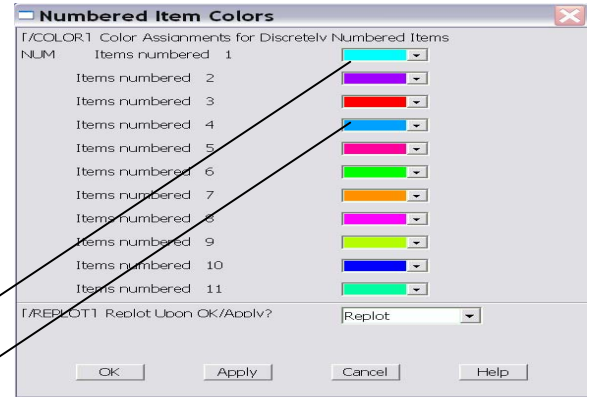 Numbered Item Colors
[/COLOR] Color Assignments for Discretely Numbered Items
NUM Items numbered 1
Items numbered 2
Items numbered 3
Items numbered 4
Items numbered 5
Items numbered 6
Items numbered 7
Items numbered 8
Items numbered 9
Items numbered 10
Items numbered 11
[/REPLOT] Replot Upon OK/Apply? Replot
OK Apply Cancel Help